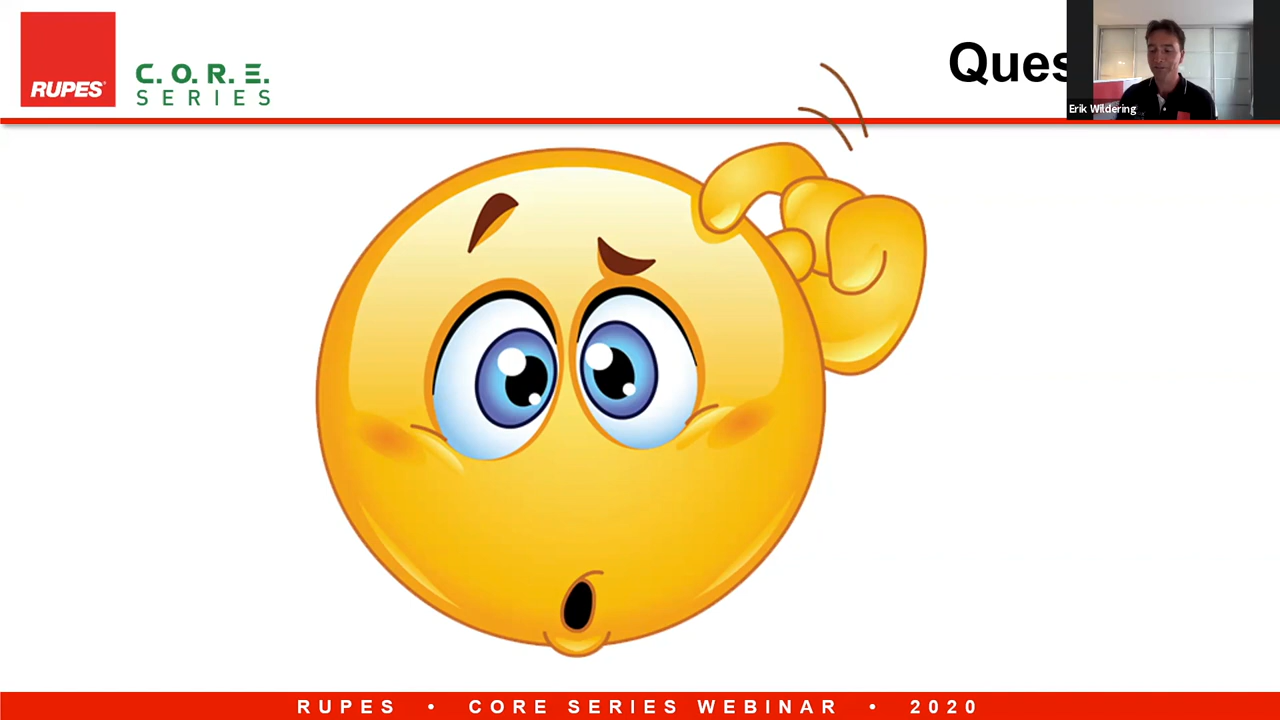 RUPES
C.O.R.E.
SERIES
Ques
Erik Wildering
RUPES • CORE SERIES WEBINAR • 2020